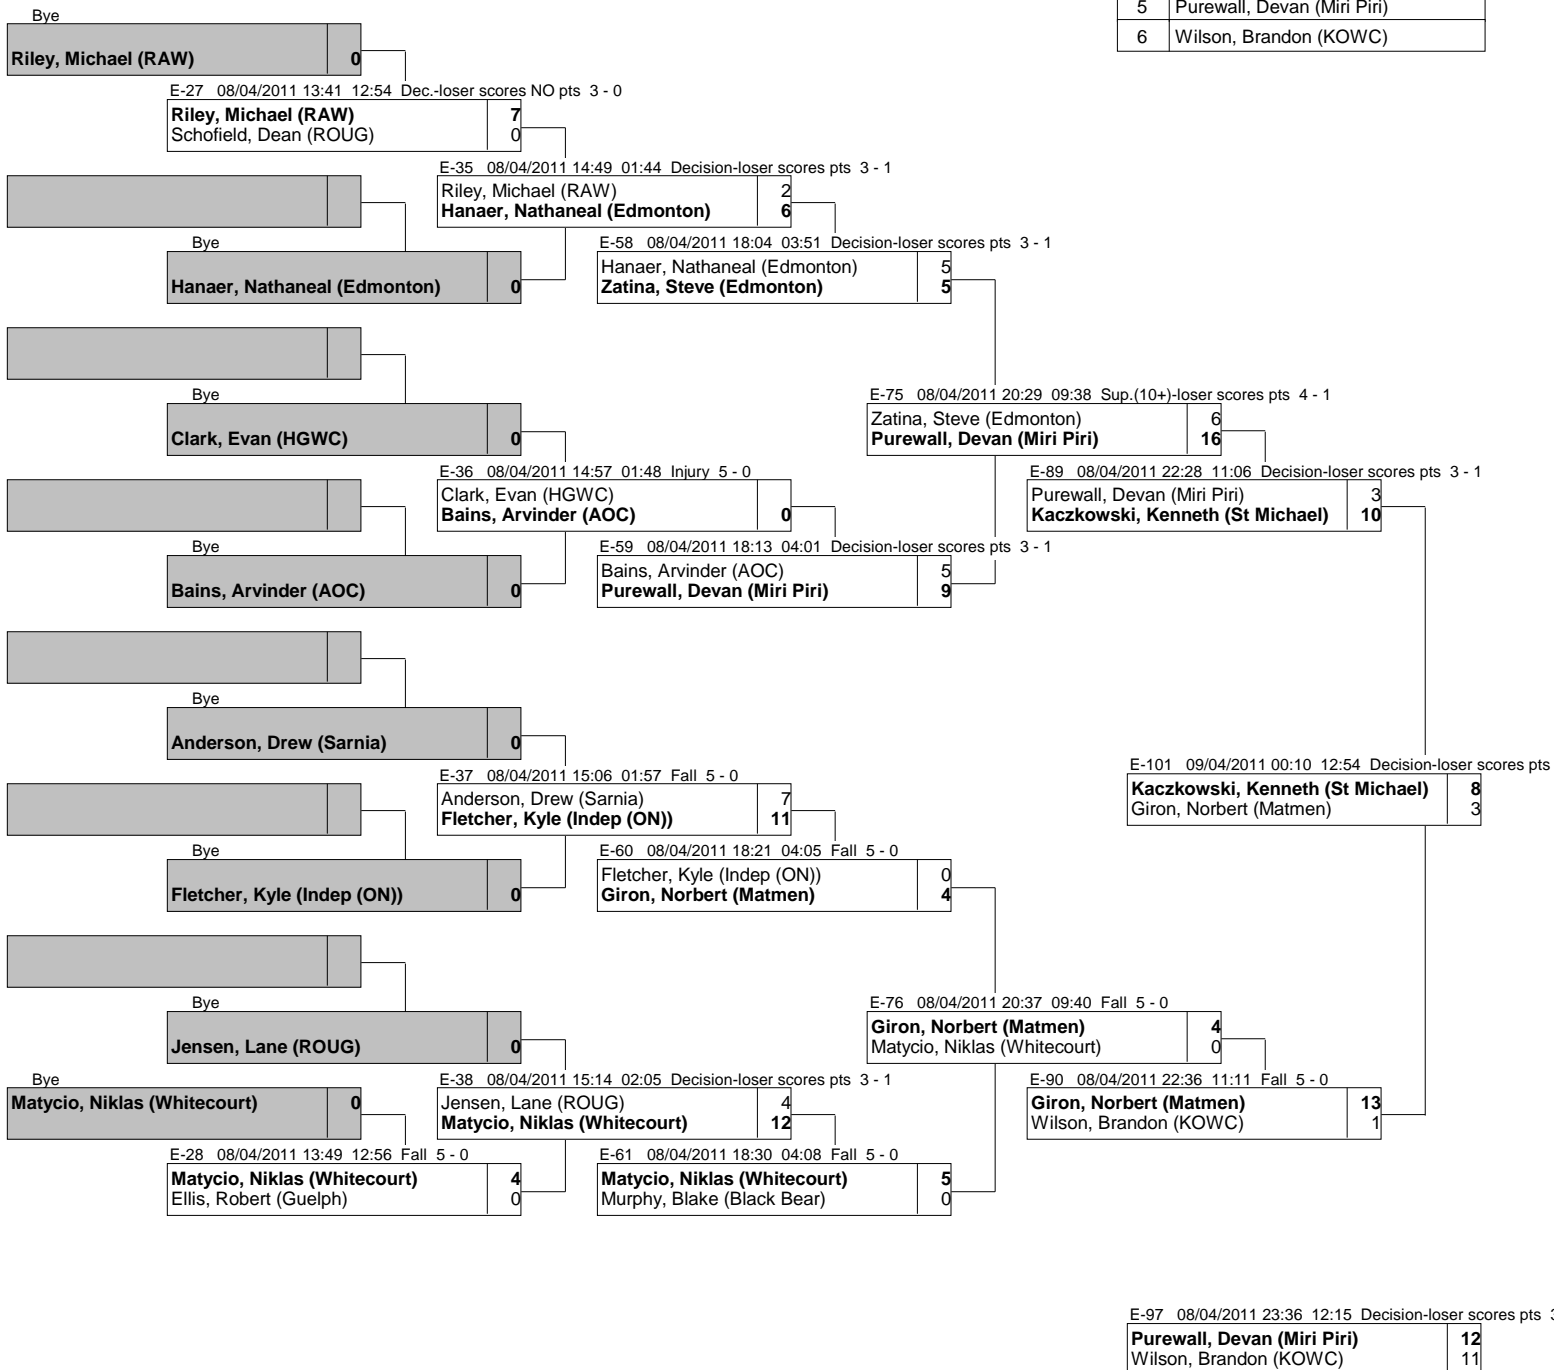 5 Purewall, Devan (Miri Piri)
6 Wilson, Brandon (KOWC)
Bye
Riley, Michael (RAW) 0
E-27 08/04/2011 13:41 12:54 Dec.-loser scores NO pts 3 - 0
Riley, Michael (RAW) 7
Schofield, Dean (ROUG) 0
E-35 08/04/2011 14:49 01:44 Decision-loser scores pts 3 - 1
Riley, Michael (RAW) 2
Hanaer, Nathaneal (Edmonton) 6
Bye
Hanaer, Nathaneal (Edmonton) 0
E-58 08/04/2011 18:04 03:51 Decision-loser scores pts 3 - 1
Hanaer, Nathaneal (Edmonton) 5
Zatina, Steve (Edmonton) 5
Bye
Clark, Evan (HGWC) 0
E-75 08/04/2011 20:29 09:38 Sup.(10+)-loser scores pts 4 - 1
Zatina, Steve (Edmonton) 6
Purewall, Devan (Miri Piri) 16
E-36 08/04/2011 14:57 01:48 Injury 5 - 0
Clark, Evan (HGWC)
Bains, Arvinder (AOC) 0
E-89 08/04/2011 22:28 11:06 Decision-loser scores pts 3 - 1
Purewall, Devan (Miri Piri) 3
Kaczkowski, Kenneth (St Michael) 10
Bye
Bains, Arvinder (AOC) 0
E-59 08/04/2011 18:13 04:01 Decision-loser scores pts 3 - 1
Bains, Arvinder (AOC) 5
Purewall, Devan (Miri Piri) 9
Bye
Anderson, Drew (Sarnia) 0
E-37 08/04/2011 15:06 01:57 Fall 5 - 0
Anderson, Drew (Sarnia) 7
Fletcher, Kyle (Indep (ON)) 11
E-101 09/04/2011 00:10 12:54 Decision-loser scores pts
Kaczkowski, Kenneth (St Michael) 8
Giron, Norbert (Matmen) 3
Bye
Fletcher, Kyle (Indep (ON)) 0
E-60 08/04/2011 18:21 04:05 Fall 5 - 0
Fletcher, Kyle (Indep (ON)) 0
Giron, Norbert (Matmen) 4
Bye
Jensen, Lane (ROUG) 0
E-76 08/04/2011 20:37 09:40 Fall 5 - 0
Giron, Norbert (Matmen) 4
Matycio, Niklas (Whitecourt) 0
Bye
Matycio, Niklas (Whitecourt) 0
E-38 08/04/2011 15:14 02:05 Decision-loser scores pts 3 - 1
Jensen, Lane (ROUG) 4
Matycio, Niklas (Whitecourt) 12
E-90 08/04/2011 22:36 11:11 Fall 5 - 0
Giron, Norbert (Matmen) 13
Wilson, Brandon (KOWC) 1
E-28 08/04/2011 13:49 12:56 Fall 5 - 0
Matycio, Niklas (Whitecourt) 4
Ellis, Robert (Guelph) 0
E-61 08/04/2011 18:30 04:08 Fall 5 - 0
Matycio, Niklas (Whitecourt) 5
Murphy, Blake (Black Bear) 0
E-97 08/04/2011 23:36 12:15 Decision-loser scores pts 3
Purewall, Devan (Miri Piri) 12
Wilson, Brandon (KOWC) 11